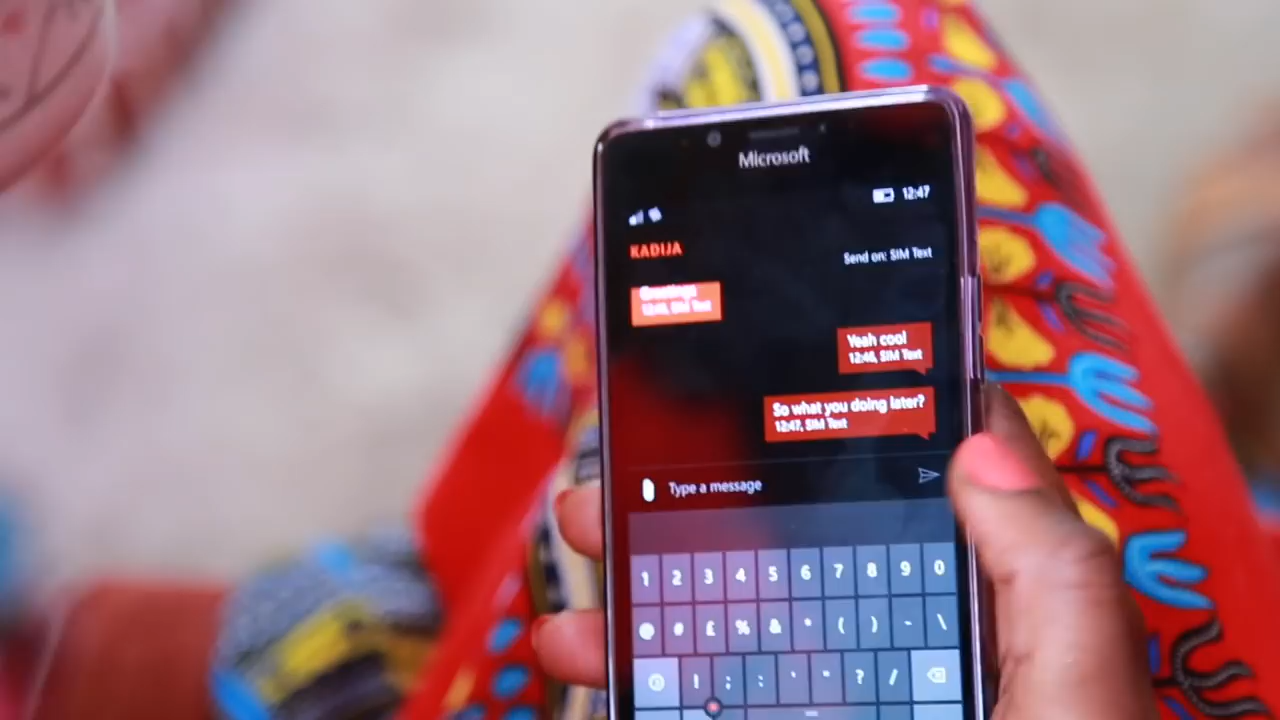 Microsoft
12:47
KADIJA
Send on: SIM Text
Greetings
12:46, SIM Text
Yeah cool
12:46, SIM Text
So what you doing later?
12:47, SIM Text
Type a message
1 2 3 4 5 6 7 8 9 0
@ # £ % & * ( ) - \
! ; : ' " ? /